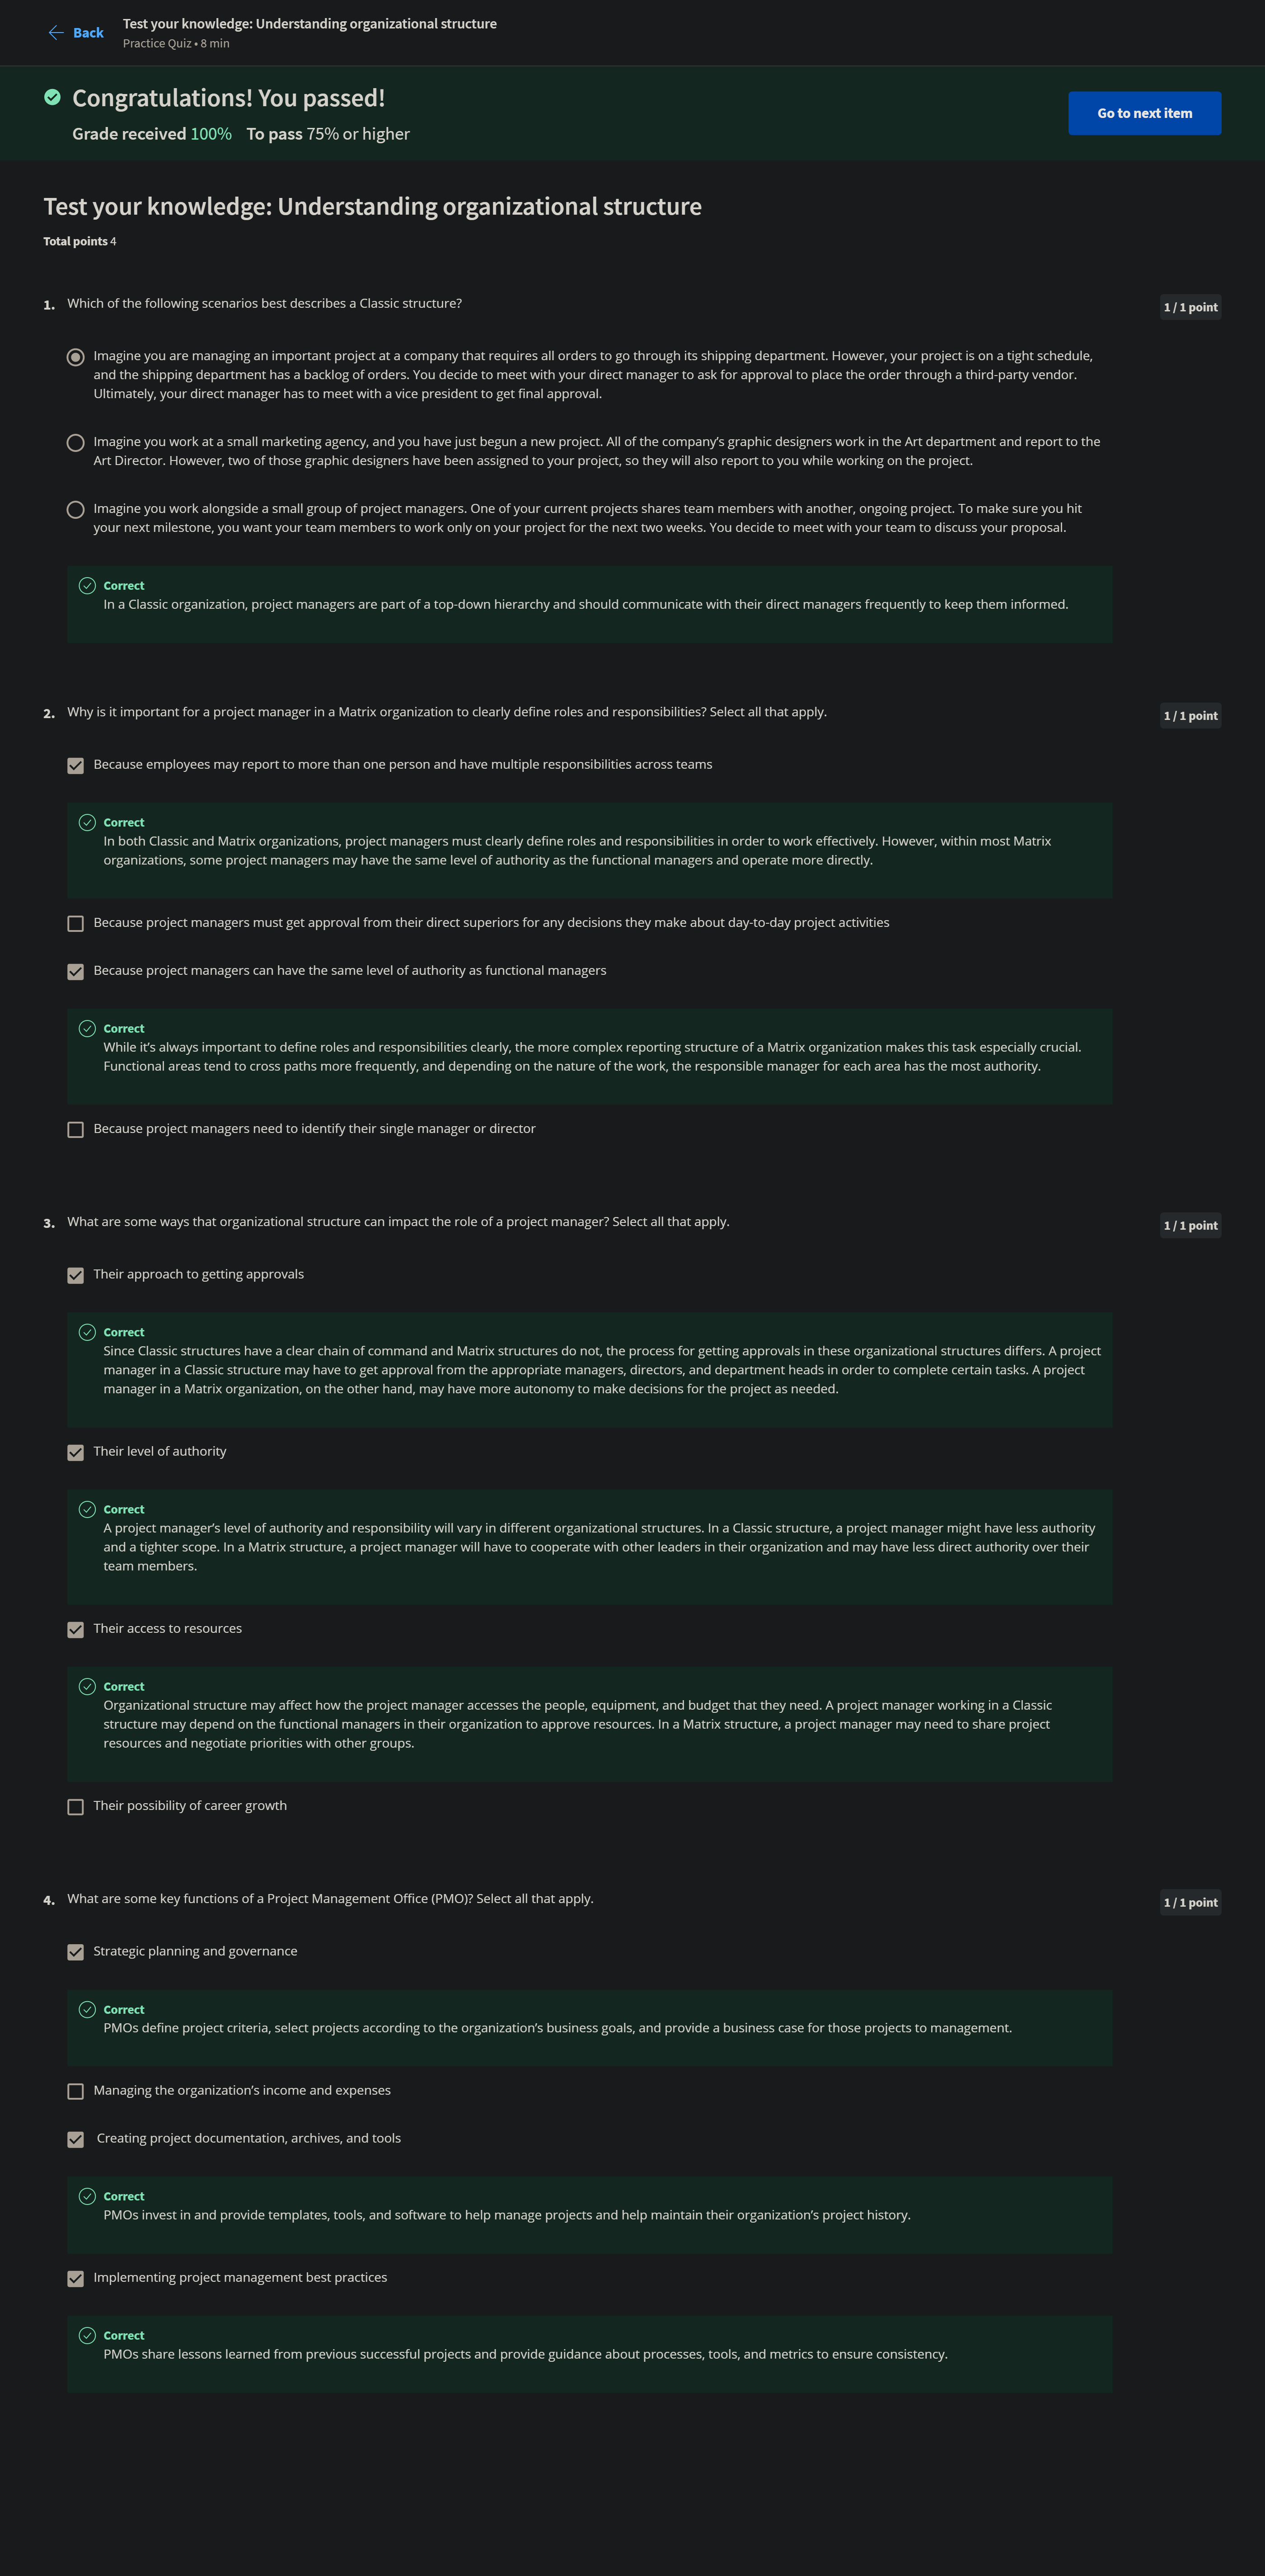 Back
Test your knowledge: Understanding organizational structure
Practice Quiz • 8 min
Congratulations! You passed!
Grade received 100% To pass 75% or higher
Go to next item
Test your knowledge: Understanding organizational structure
Total points 4
1. Which of the following scenarios best describes a Classic structure?
1 / 1 point
Imagine you are managing an important project at a company that requires all orders to go through its shipping department. However, your project is on a tight schedule,
and the shipping department has a backlog of orders. You decide to meet with your direct manager to ask for approval to place the order through a third-party vendor.
Ultimately, your direct manager has to meet with a vice president to get final approval.
Imagine you work at a small marketing agency, and you have just begun a new project. All of the company’s graphic designers work in the Art department and report to the
Art Director. However, two of those graphic designers have been assigned to your project, so they will also report to you while working on the project.
Imagine you work alongside a small group of project managers. One of your current projects shares team members with another, ongoing project. To make sure you hit
your next milestone, you want your team members to work only on your project for the next two weeks. You decide to meet with your team to discuss your proposal.
Correct
In a Classic organization, project managers are part of a top-down hierarchy and should communicate with their direct managers frequently to keep them informed.
2. Why is it important for a project manager in a Matrix organization to clearly define roles and responsibilities? Select all that apply.
1 / 1 point
Because employees may report to more than one person and have multiple responsibilities across teams
Correct
In both Classic and Matrix organizations, project managers must clearly define roles and responsibilities in order to work effectively. However, within most Matrix
organizations, some project managers may have the same level of authority as the functional managers and operate more directly.
Because project managers must get approval from their direct superiors for any decisions they make about day-to-day project activities
Because project managers can have the same level of authority as functional managers
Correct
While it’s always important to define roles and responsibilities clearly, the more complex reporting structure of a Matrix organization makes this task especially crucial.
Functional areas tend to cross paths more frequently, and depending on the nature of the work, the responsible manager for each area has the most authority.
Because project managers need to identify their single manager or director
3. What are some ways that organizational structure can impact the role of a project manager? Select all that apply.
1 / 1 point
Their approach to getting approvals
Correct
Since Classic structures have a clear chain of command and Matrix structures do not, the process for getting approvals in these organizational structures differs. A project
manager in a Classic structure may have to get approval from the appropriate managers, directors, and department heads in order to complete certain tasks. A project
manager in a Matrix organization, on the other hand, may have more autonomy to make decisions for the project as needed.
Their level of authority
Correct
A project manager’s level of authority and responsibility will vary in different organizational structures. In a Classic structure, a project manager might have less authority
and a tighter scope. In a Matrix structure, a project manager will have to cooperate with other leaders in their organization and may have less direct authority over their
team members.
Their access to resources
Correct
Organizational structure may affect how the project manager accesses the people, equipment, and budget that they need. A project manager working in a Classic
structure may depend on the functional managers in their organization to approve resources. In a Matrix structure, a project manager may need to share project
resources and negotiate priorities with other groups.
Their possibility of career growth
4. What are some key functions of a Project Management Office (PMO)? Select all that apply.
1 / 1 point
Strategic planning and governance
Correct
PMOs define project criteria, select projects according to the organization’s business goals, and provide a business case for those projects to management.
Managing the organization’s income and expenses
Creating project documentation, archives, and tools
Correct
PMOs invest in and provide templates, tools, and software to help manage projects and help maintain their organization’s project history.
Implementing project management best practices
Correct
PMOs share lessons learned from previous successful projects and provide guidance about processes, tools, and metrics to ensure consistency.